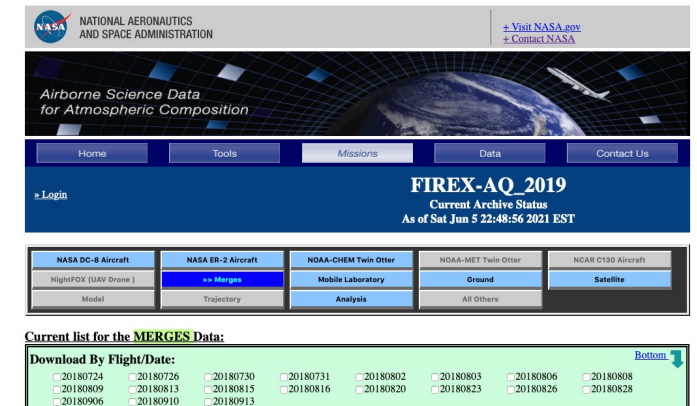 NASA
NATIONAL AERONAUTICS
AND SPACE ADMINISTRATION
+ Visit NASA.gov
+ Contact NASA
Airborne Science Data
for Atmospheric Composition
Home Tools Missions Data Contact Us
» Login
FIREX-AQ_2019
Current Archive Status
As of Sat Jun 5 22:48:56 2021 EST
NASA DC-8 Aircraft NASA ER-2 Aircraft NOAA-CHEM Twin Otter NOAA-MET Twin Otter NCAR C130 Aircraft
NightFOX (UAV Drone ) >> Merges Mobile Laboratory Ground Satellite
Model Trajectory Analysis All Others
Current list for the MERGES Data:
Download By Flight/Date: Bottom
20180724 20180726 20180730 20180731 20180802 20180803 20180806 20180808
20180809 20180813 20180815 20180816 20180820 20180823 20180826 20180828
20180906 20180910 20180913